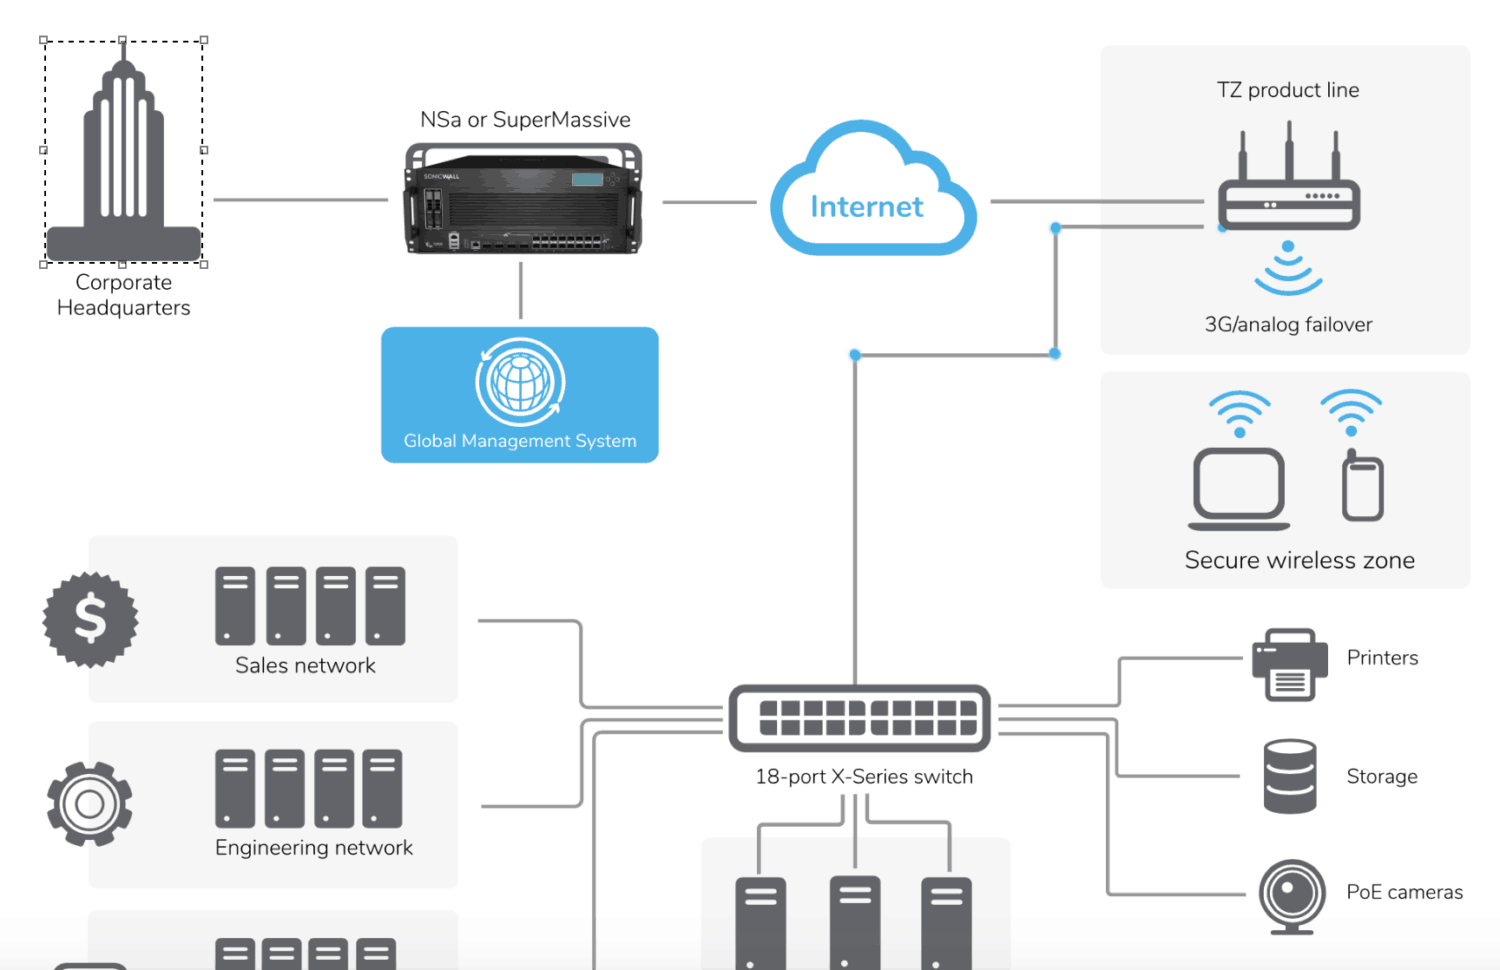 TZ product line
NSa or SuperMassive
SONICWALL
Internet
Corporate
Headquarters
3G/analog failover
Global Management System
Secure wireless zone
$
Sales network
Printers
18-port X-Series switch
Storage
Engineering network
PoE cameras